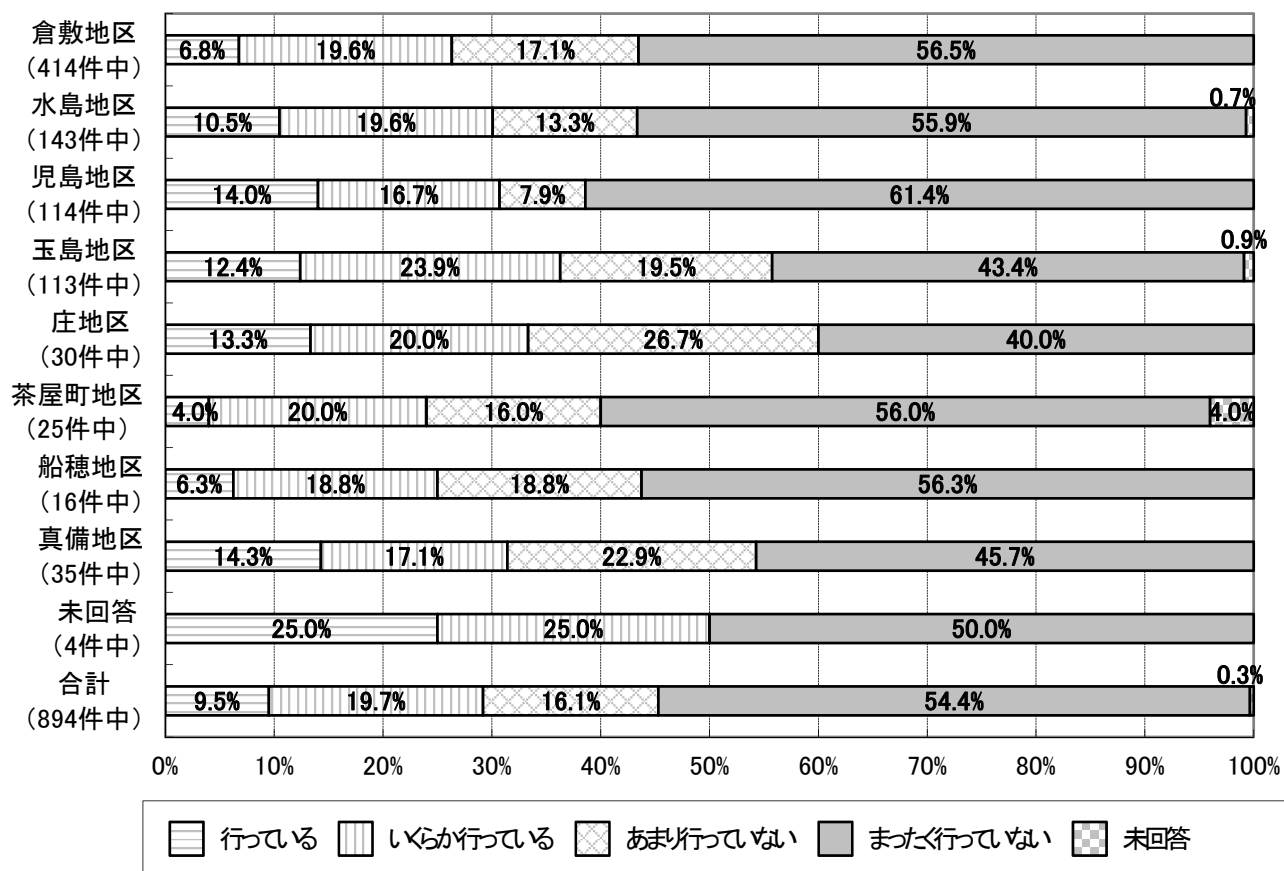 倉敷地区
（414件中）
6.8% 19.6% 17.1% 56.5%
水島地区
（143件中）
0.7%
10.5% 19.6% 13.3% 55.9%
児島地区
（114件中）
14.0% 16.7% 7.9% 61.4%
玉島地区
（113件中）
0.9%
12.4% 23.9% 19.5% 43.4%
庄地区
（30件中）
13.3% 20.0% 26.7% 40.0%
茶屋町地区
（25件中）
4.0% 20.0% 16.0% 56.0% 4.0%
船穂地区
（16件中）
6.3% 18.8% 18.8% 56.3%
真備地区
（35件中）
14.3% 17.1% 22.9% 45.7%
未回答
（4件中）
25.0% 25.0% 50.0%
合計
（894件中）
0.3%
9.5% 19.7% 16.1% 54.4%
0% 10% 20% 30% 40% 50% 60% 70% 80% 90% 100%
行っている いくらか行っている あまり行っていない まったく行っていない 未回答